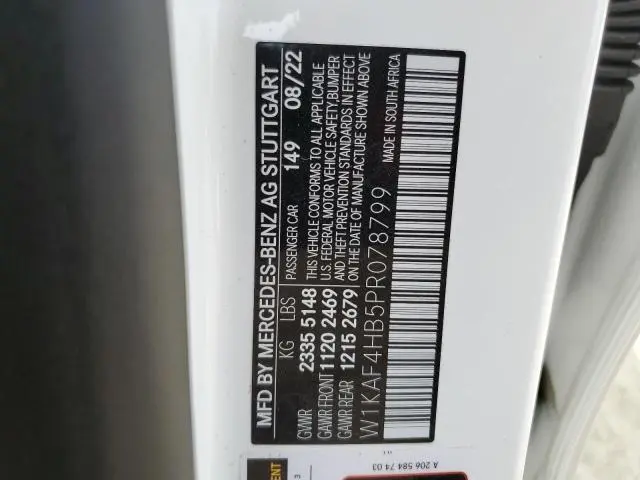 MFD BY MERCEDES-BENZ AG STUTTGART
KG LBS PASSENGER CAR 149 08/22
GVWR 2335 5148 THIS VEHICLE CONFORMS TO ALL APPLICABLE
GAWR FRONT 1120 2469 U.S. FEDERAL MOTOR VEHICLE SAFETY,BUMPER
GAWR REAR 1215 2679 AND THEFT PREVENTION STANDARDS IN EFFECT
ON THE DATE OF MANUFACTURE SHOWN ABOVE
W1KAF4HB5PR078799 MADE IN SOUTH AFRICA
A 206 584 74 03